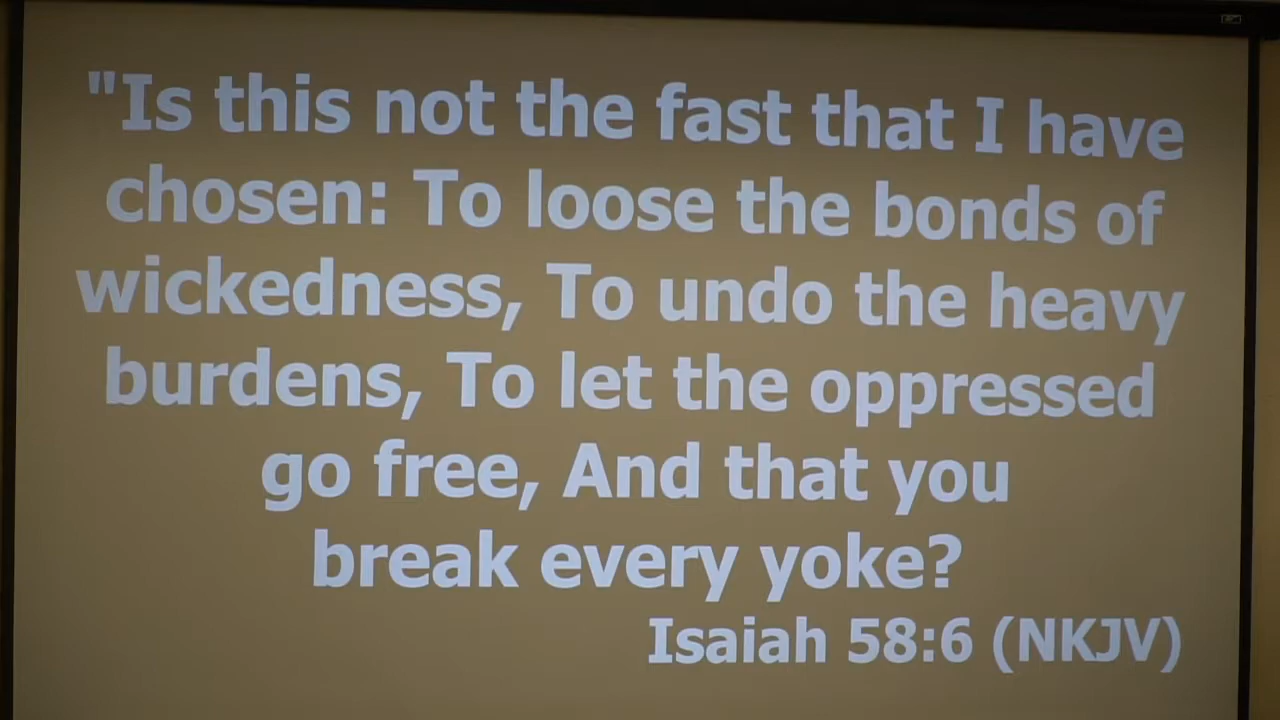 "Is this not the fast that I have
chosen: To loose the bonds of
wickedness, To undo the heavy
burdens, To let the oppressed
go free, And that you
break every yoke?
Isaiah 58:6 (NKJV)